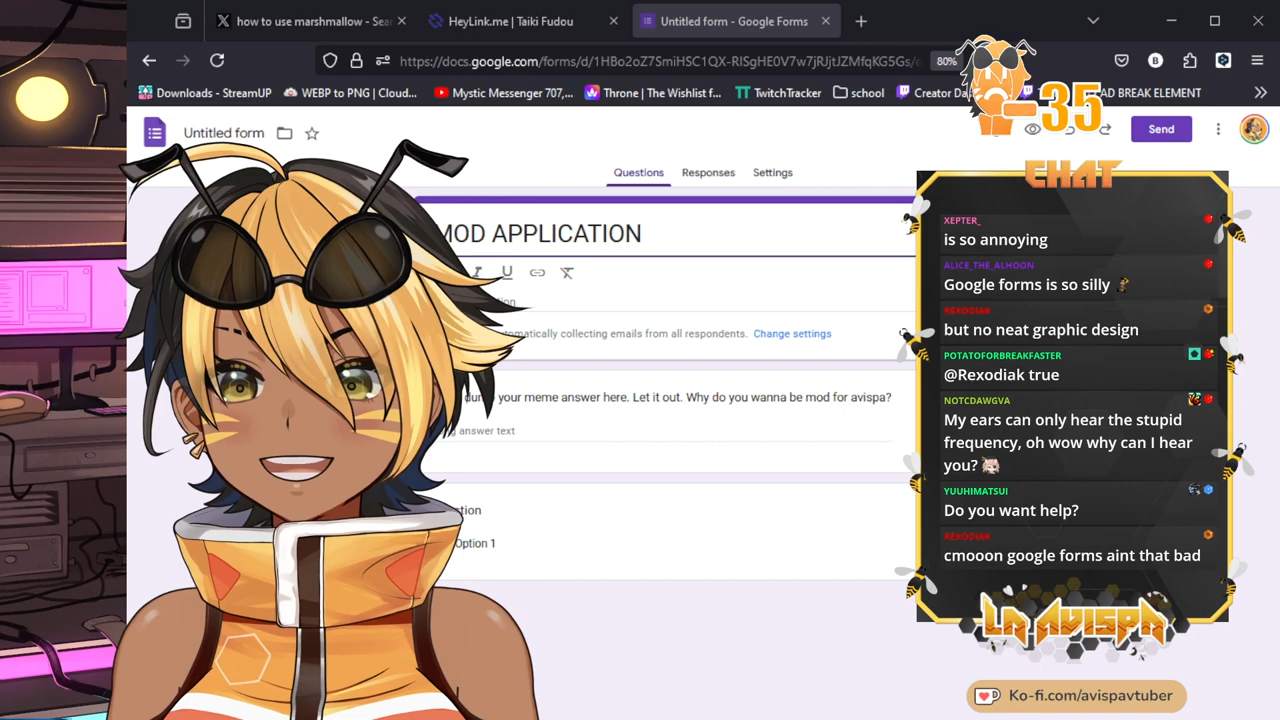 how to use marshmallow - Sea
HeyLink.me | Taiki Fudou
Untitled form - Google Forms
https://docs.google.com/forms/d/1HBo2oZ7SmiHSC1QX-RISgHE0V7w7jRJjtJZMfqKG5Gs/e
80%
Downloads - StreamUP
WEBP to PNG | Cloud...
Mystic Messenger 707,...
Throne | The Wishlist f...
TwitchTracker
school
Creator Da
AD BREAK ELEMENT
-35
Untitled form
Send
Questions
Responses
Settings
MOD APPLICATION
omatically collecting emails from all respondents. Change settings
your meme answer here. Let it out. Why do you wanna be mod for avispa?
answer text
Option 1
CHAT
XEPTER_
is so annoying
ALICE_THE_ALHOON
Google forms is so silly
REXODIAK
but no neat graphic design
POTATOFORBREAKFASTER
@Rexodiak true
NOTCDAWGVA
My ears can only hear the stupid
frequency, oh wow why can I hear
you?
YUUHIMATSUI
Do you want help?
REXODIAK
cmooon google forms aint that bad
LA AVISPA
Ko-fi.com/avispavtuber